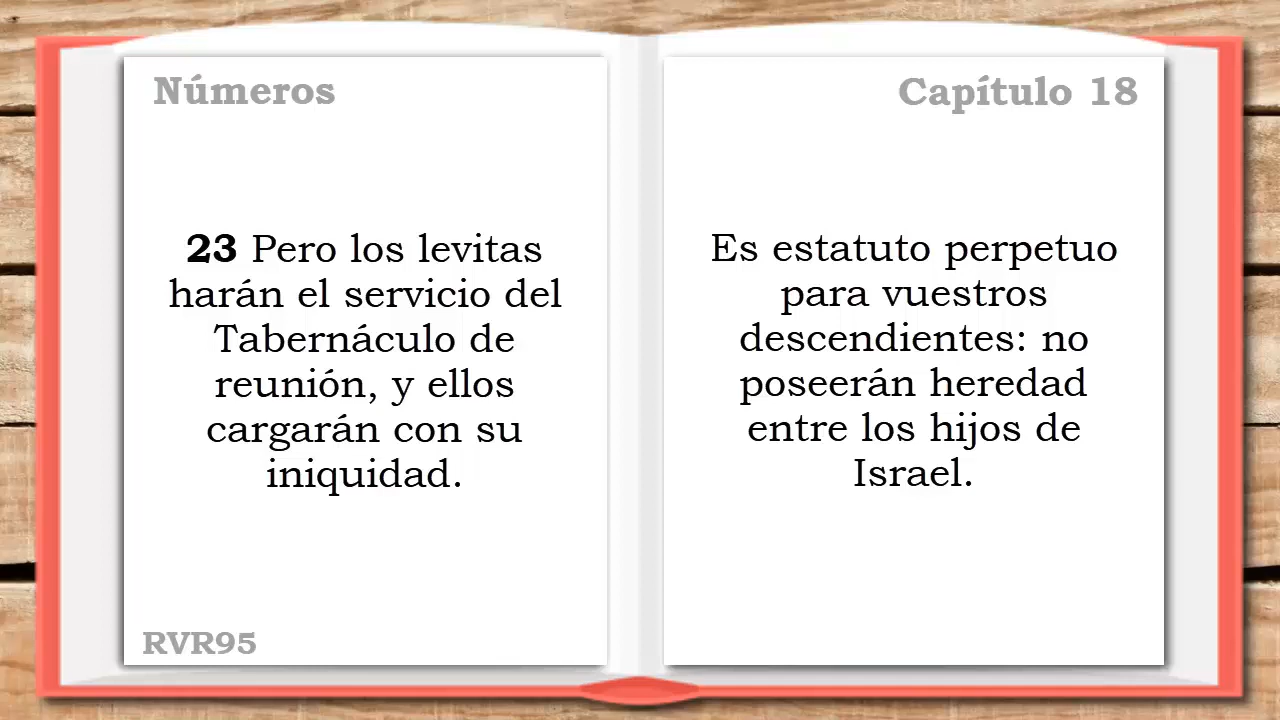 Números
23 Pero los levitas
harán el servicio del
Tabernáculo de
reunión, y ellos
cargarán con su
iniquidad.
RVR95
Capítulo 18
Es estatuto perpetuo
para vuestros
descendientes: no
poseerán heredad
entre los hijos de
Israel.